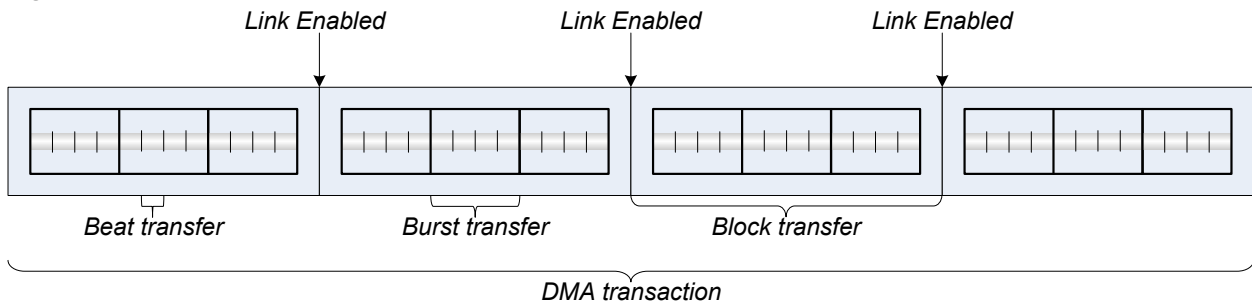 Link Enabled Link Enabled Link Enabled
Beat transfer Burst transfer Block transfer
DMA transaction